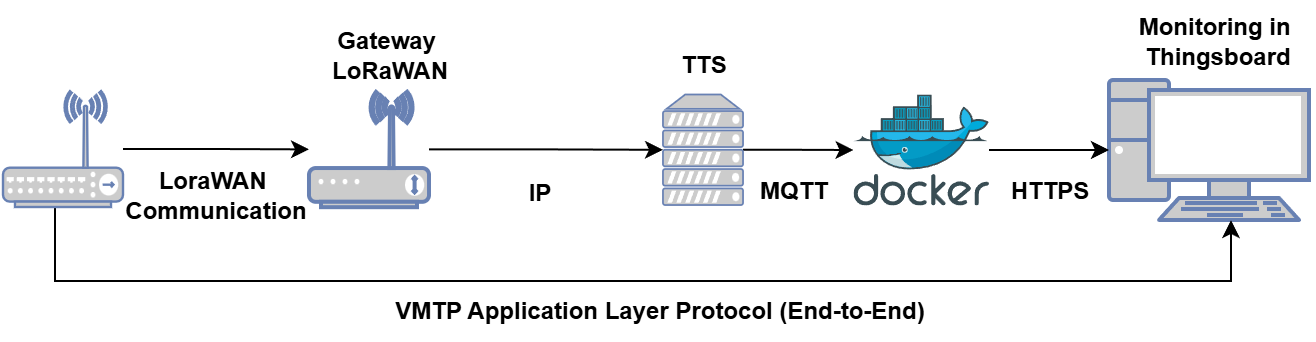 Monitoring in
Thingsboard
Gateway
LoRaWAN
TTS
LoraWAN
Communication
IP
MQTT
docker
HTTPS
VMTP Application Layer Protocol (End-to-End)